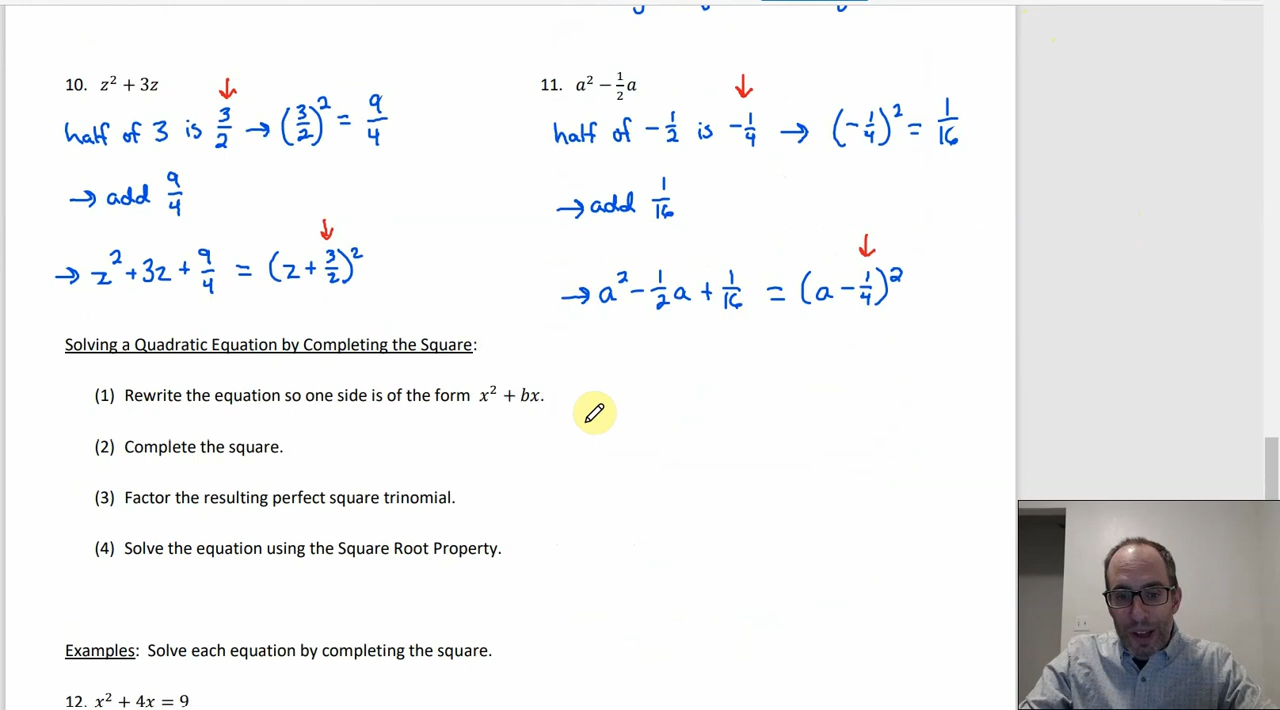 10. z² + 3z
half of 3 is 3/2 → (3/2)² = 9/4
→ add 9/4
→ z² + 3z + 9/4 = (z + 3/2)²
11. a² − 1/2 a
half of −1/2 is −1/4 → (−1/4)² = 1/16
→ add 1/16
→ a² − 1/2 a + 1/16 = (a − 1/4)²
Solving a Quadratic Equation by Completing the Square:
(1) Rewrite the equation so one side is of the form x² + bx.
(2) Complete the square.
(3) Factor the resulting perfect square trinomial.
(4) Solve the equation using the Square Root Property.
Examples: Solve each equation by completing the square.
12. x² + 4x = 9